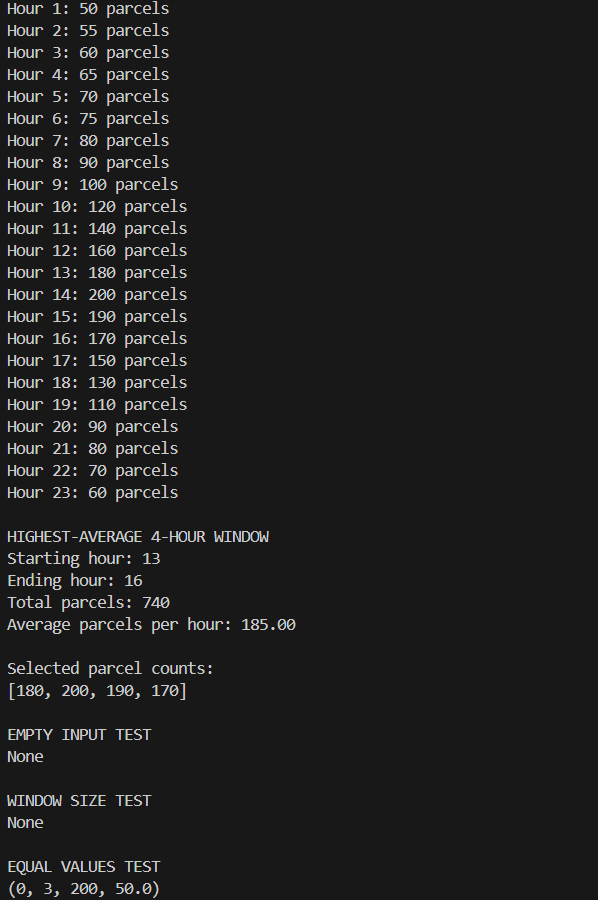 Hour 1: 50 parcels
Hour 2: 55 parcels
Hour 3: 60 parcels
Hour 4: 65 parcels
Hour 5: 70 parcels
Hour 6: 75 parcels
Hour 7: 80 parcels
Hour 8: 90 parcels
Hour 9: 100 parcels
Hour 10: 120 parcels
Hour 11: 140 parcels
Hour 12: 160 parcels
Hour 13: 180 parcels
Hour 14: 200 parcels
Hour 15: 190 parcels
Hour 16: 170 parcels
Hour 17: 150 parcels
Hour 18: 130 parcels
Hour 19: 110 parcels
Hour 20: 90 parcels
Hour 21: 80 parcels
Hour 22: 70 parcels
Hour 23: 60 parcels
HIGHEST-AVERAGE 4-HOUR WINDOW
Starting hour: 13
Ending hour: 16
Total parcels: 740
Average parcels per hour: 185.00
Selected parcel counts:
[180, 200, 190, 170]
EMPTY INPUT TEST
None
WINDOW SIZE TEST
None
EQUAL VALUES TEST
(0, 3, 200, 50.0)